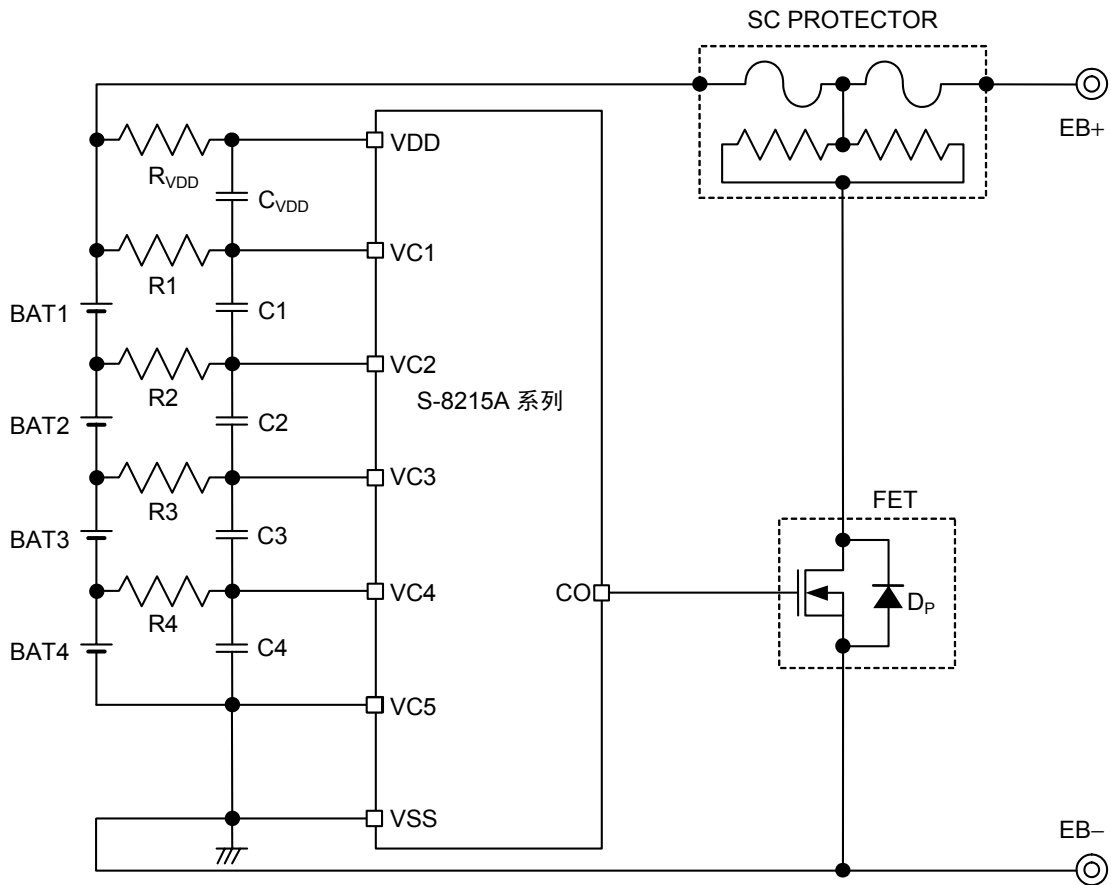 SC PROTECTOR
EB+
VDD
RVDD
CVDD
VC1
R1
BAT1
C1
VC2
R2
S-8215A 系列
BAT2
C2
VC3
R3
FET
BAT3
C3
VC4
CO
DP
R4
BAT4
C4
VC5
VSS
EB−